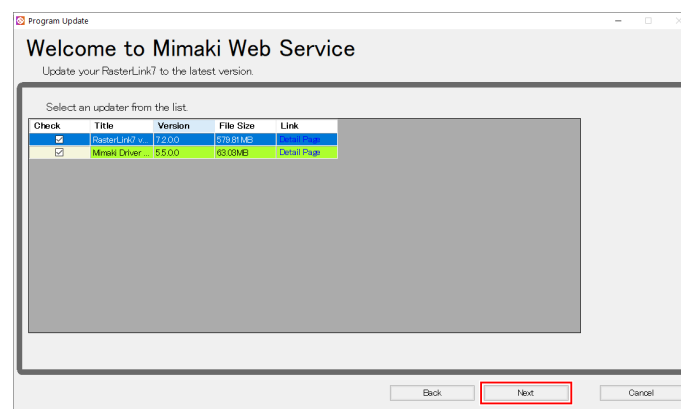 Program Update
Welcome to Mimaki Web Service
Update your RasterLink7 to the latest version.
Select an updater from the list.
Check Title Version File Size Link
RasterLink7 v... 7.2.0.0 579.81 MB Detail Page
Mimaki Driver ... 5.5.0.0 63.03MB Detail Page
Back Next Cancel